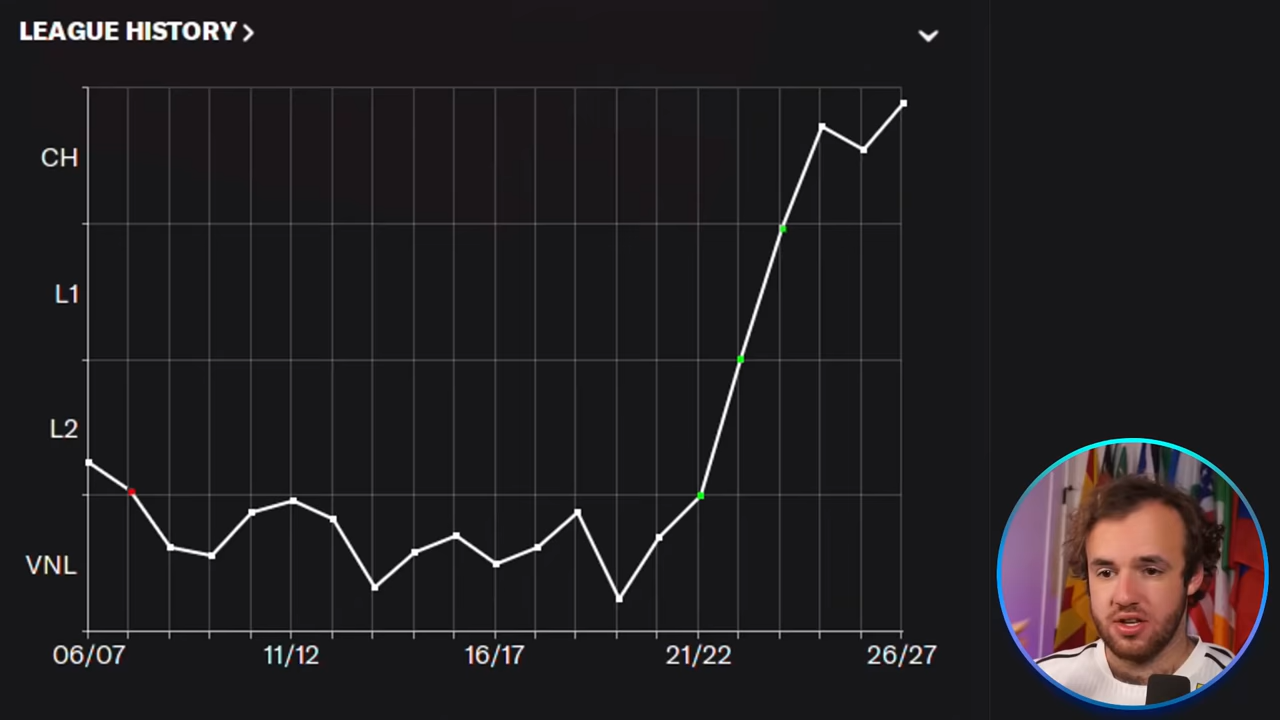 LEAGUE HISTORY
CH
L1
L2
VNL
06/07 11/12 16/17 21/22 26/27